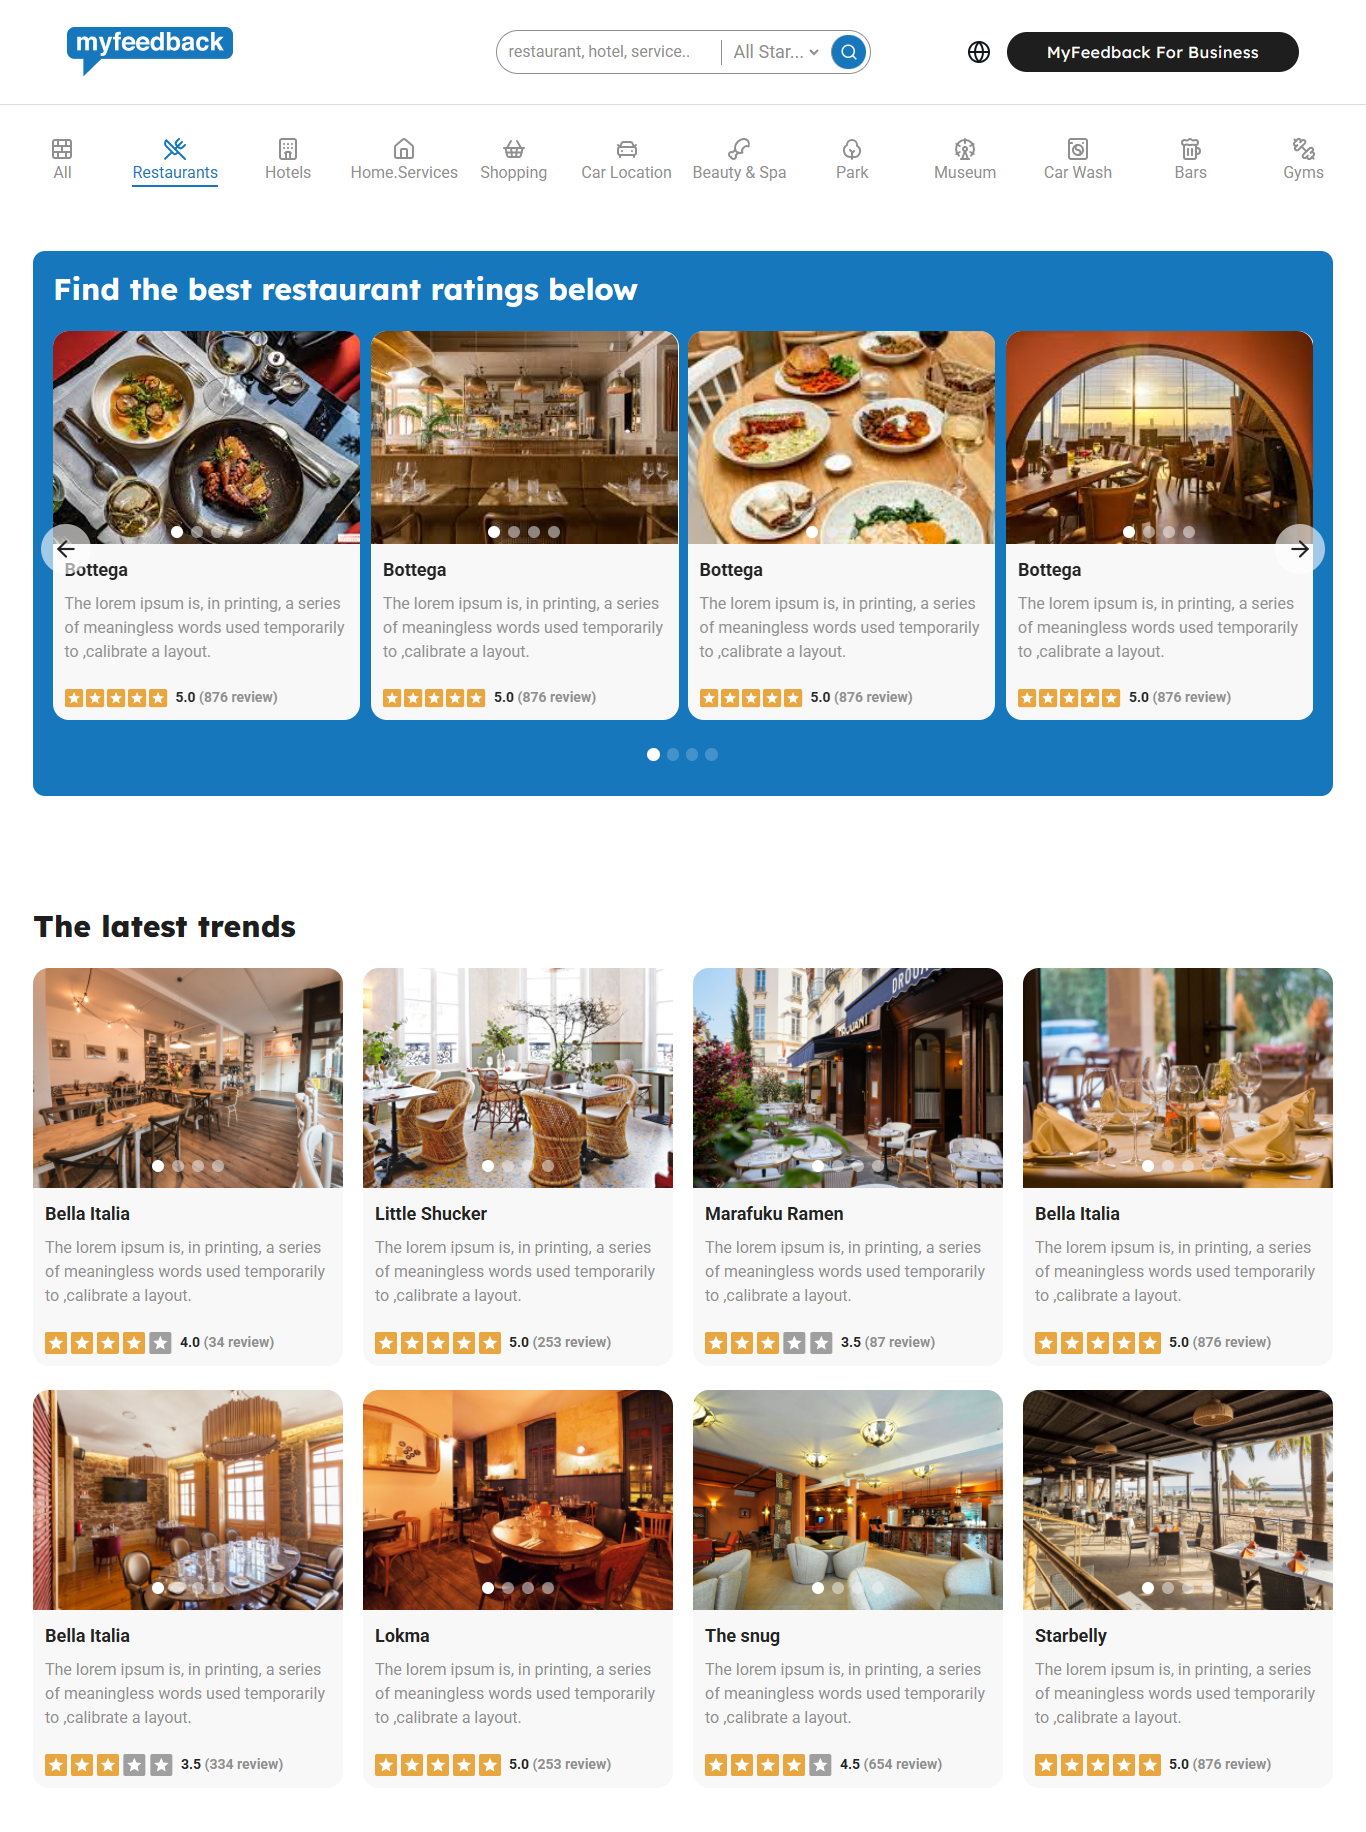 myfeedback
restaurant, hotel, service..
All Star...
MyFeedback For Business
All
Restaurants
Hotels
Home.Services
Shopping
Car Location
Beauty & Spa
Park
Museum
Car Wash
Bars
Gyms
Find the best restaurant ratings below
Bottega
The lorem ipsum is, in printing, a series
of meaningless words used temporarily
to ,calibrate a layout.
5.0 (876 review)
Bottega
The lorem ipsum is, in printing, a series
of meaningless words used temporarily
to ,calibrate a layout.
5.0 (876 review)
Bottega
The lorem ipsum is, in printing, a series
of meaningless words used temporarily
to ,calibrate a layout.
5.0 (876 review)
Bottega
The lorem ipsum is, in printing, a series
of meaningless words used temporarily
to ,calibrate a layout.
5.0 (876 review)
The latest trends
Bella Italia
The lorem ipsum is, in printing, a series
of meaningless words used temporarily
to ,calibrate a layout.
4.0 (34 review)
Little Shucker
The lorem ipsum is, in printing, a series
of meaningless words used temporarily
to ,calibrate a layout.
5.0 (253 review)
DROUANT
Marafuku Ramen
The lorem ipsum is, in printing, a series
of meaningless words used temporarily
to ,calibrate a layout.
3.5 (87 review)
Bella Italia
The lorem ipsum is, in printing, a series
of meaningless words used temporarily
to ,calibrate a layout.
5.0 (876 review)
Bella Italia
The lorem ipsum is, in printing, a series
of meaningless words used temporarily
to ,calibrate a layout.
3.5 (334 review)
Lokma
The lorem ipsum is, in printing, a series
of meaningless words used temporarily
to ,calibrate a layout.
5.0 (253 review)
The snug
The lorem ipsum is, in printing, a series
of meaningless words used temporarily
to ,calibrate a layout.
4.5 (654 review)
Starbelly
The lorem ipsum is, in printing, a series
of meaningless words used temporarily
to ,calibrate a layout.
5.0 (876 review)